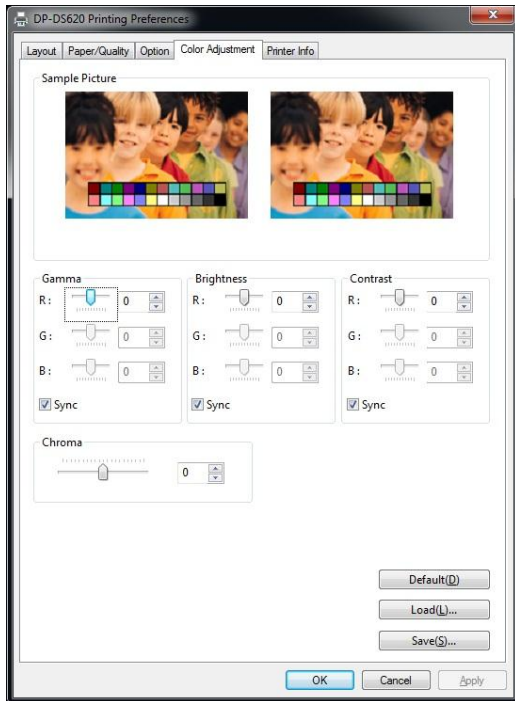 DP-DS620 Printing Preferences
Layout Paper/Quality Option Color Adjustment Printer Info
Sample Picture
Gamma
R: 0
G: 0
B: 0
Sync
Brightness
R: 0
G: 0
B: 0
Sync
Contrast
R: 0
G: 0
B: 0
Sync
Chroma
0
Default(D)
Load(L)...
Save(S)...
OK Cancel Apply